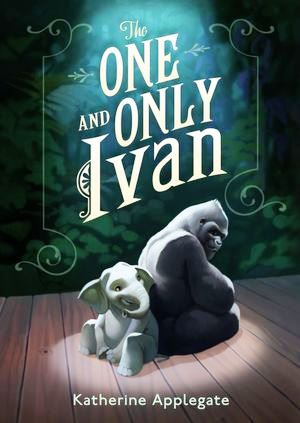 The
ONE
AND ONLY
Ivan
Katherine Applegate